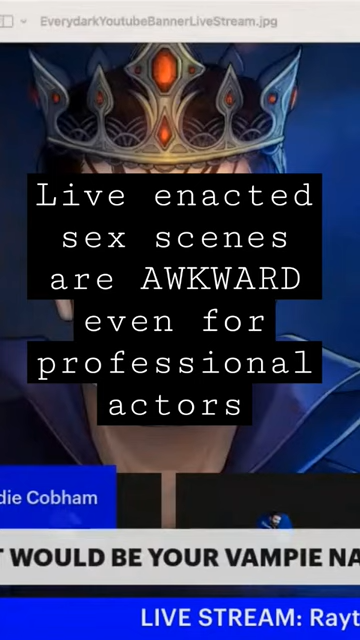 EverydarkYoutubeBannerLiveStream.jpg
Live enacted
sex scenes
are AWKWARD
even for
professional
actors
die Cobham
T WOULD BE YOUR VAMPIE NA
LIVE STREAM: Rayt